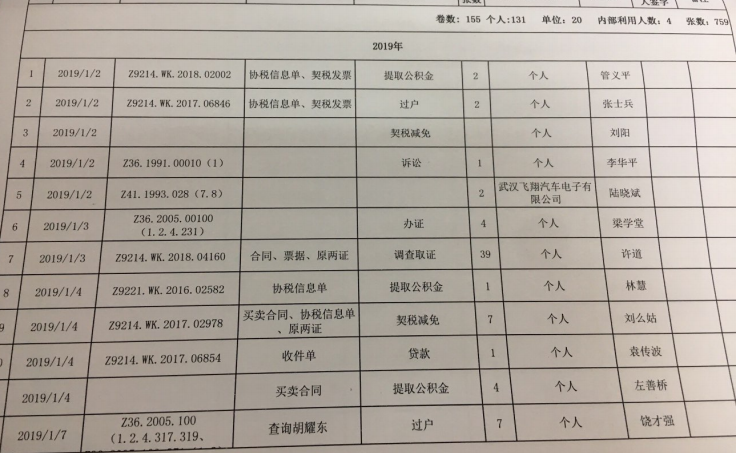 张数
人签字
卷数: 155 个人:131 单位: 20 内部利用人数: 4 张数: 759
2019年
1 2019/1/2 Z9214.WK.2018.02002 协税信息单、契税发票 提取公积金 2 个人 管义平
2 2019/1/2 Z9214.WK.2017.06846 协税信息单、契税发票 过户 2 个人 张士兵
3 2019/1/2 契税减免 个人 刘阳
4 2019/1/2 Z36.1991.00010（1） 诉讼 1 个人 李华平
5 2019/1/2 Z41.1993.028（7.8） 2 武汉飞翔汽车电子有
限公司 陆晓斌
6 2019/1/3 Z36.2005.00100
（1.2.4.231） 办证 4 个人 梁学堂
7 2019/1/3 Z9214.WK.2018.04160 合同、票据、原两证 调查取证 39 个人 许道
8 2019/1/4 Z9221.WK.2016.02582 协税信息单 提取公积金 1 个人 林慧
9 2019/1/4 Z9214.WK.2017.02978 买卖合同、协税信息单
、原两证 契税减免 7 个人 刘么姑
2019/1/4 Z9214.WK.2017.06854 收件单 贷款 1 个人 袁传波
2019/1/4 买卖合同 提取公积金 4 个人 左善桥
2019/1/7 Z36.2005.100
（1.2.4.317.319、 查询胡耀东 过户 7 个人 饶才强